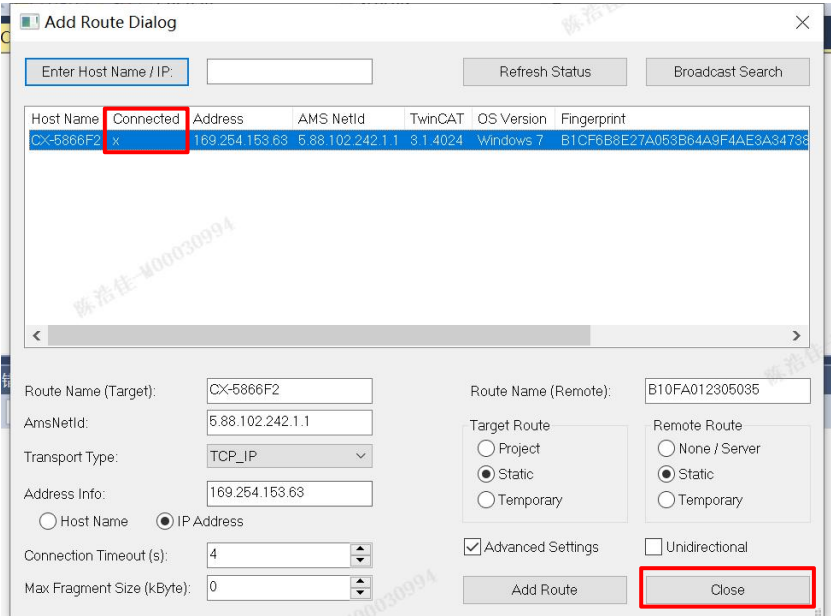 Add Route Dialog
Enter Host Name / IP:
Refresh Status
Broadcast Search
Host Name Connected Address AMS NetId TwinCAT OS Version Fingerprint
CX-5866F2 x 169.254.153.63 5.88.102.242.1.1 3.1.4024 Windows 7 B1CF6B8E27A053B64A9F4AE3A34738
陈浩佳-M00030994
Route Name (Target): CX-5866F2 Route Name (Remote): B10FA012305035
AmsNetId: 5.88.102.242.1.1 Target Route Remote Route
Project None / Server
Transport Type: TCP_IP
Static Static
Address Info: 169.254.153.63 Temporary Temporary
Host Name IP Address
Connection Timeout (s): 4 Advanced Settings Unidirectional
Max Fragment Size (kByte): 0 Add Route Close